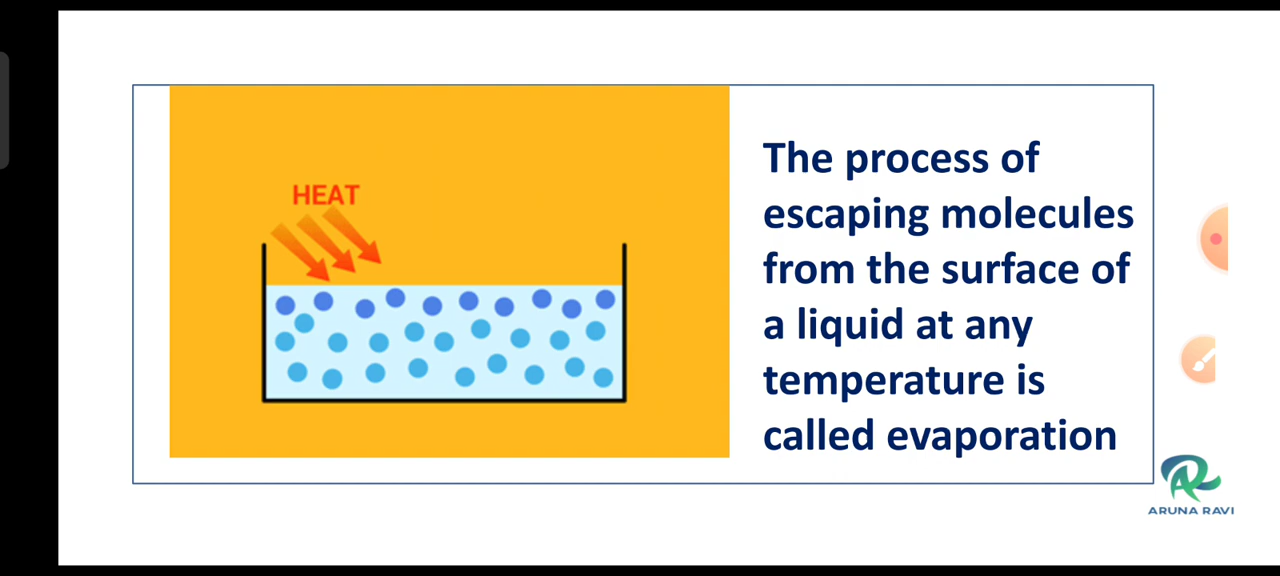 HEAT
The process of
escaping molecules
from the surface of
a liquid at any
temperature is
called evaporation
ARUNA RAVI